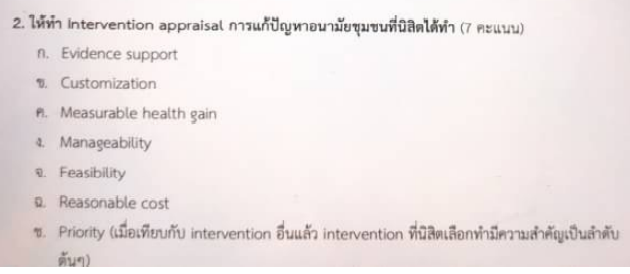 2. ให้ทำ Intervention appraisal การแก้ปัญหาอนามัยชุมชนที่นิสิตได้ทำ (7 คะแนน)
ก. Evidence support
ข. Customization
ค. Measurable health gain
ง. Manageability
จ. Feasibility
ฉ. Reasonable cost
ช. Priority (เมื่อเทียบกับ intervention อื่นแล้ว intervention ที่นิสิตเลือกทำมีความสำคัญเป็นลำดับ
ต้นๆ)